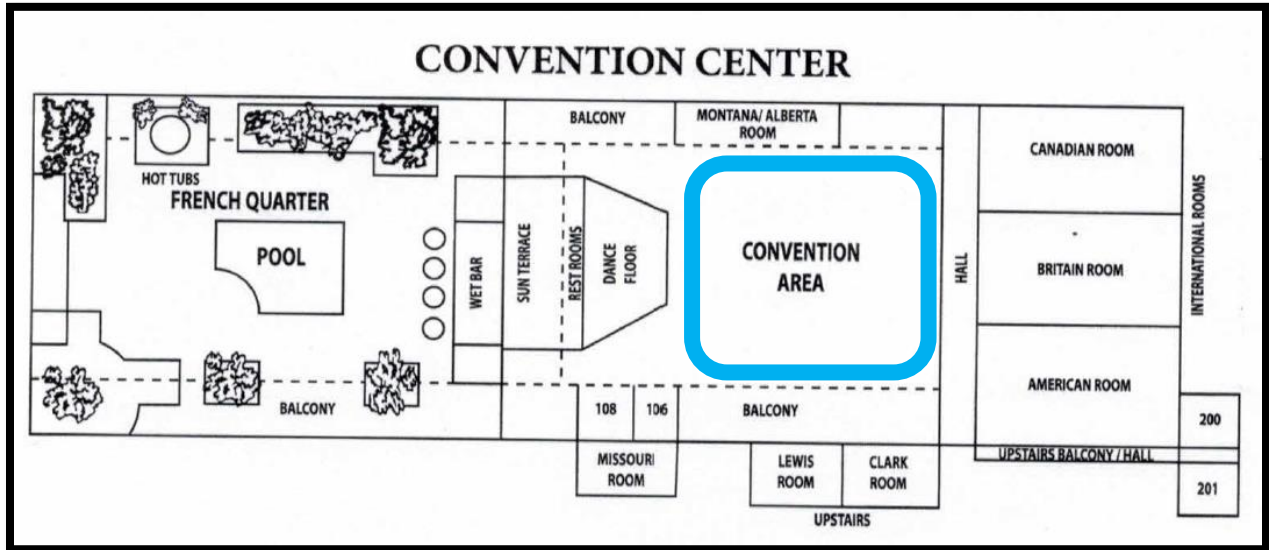 CONVENTION CENTER
BALCONY
MONTANA/ ALBERTA
ROOM
HOT TUBS
FRENCH QUARTER
POOL
WET BAR
SUN TERRACE
REST ROOMS
DANCE
FLOOR
CONVENTION
AREA
HALL
CANADIAN ROOM
BRITAIN ROOM
AMERICAN ROOM
INTERNATIONAL ROOMS
BALCONY
108
106
BALCONY
200
MISSOURI
ROOM
LEWIS
ROOM
CLARK
ROOM
UPSTAIRS BALCONY / HALL
201
UPSTAIRS